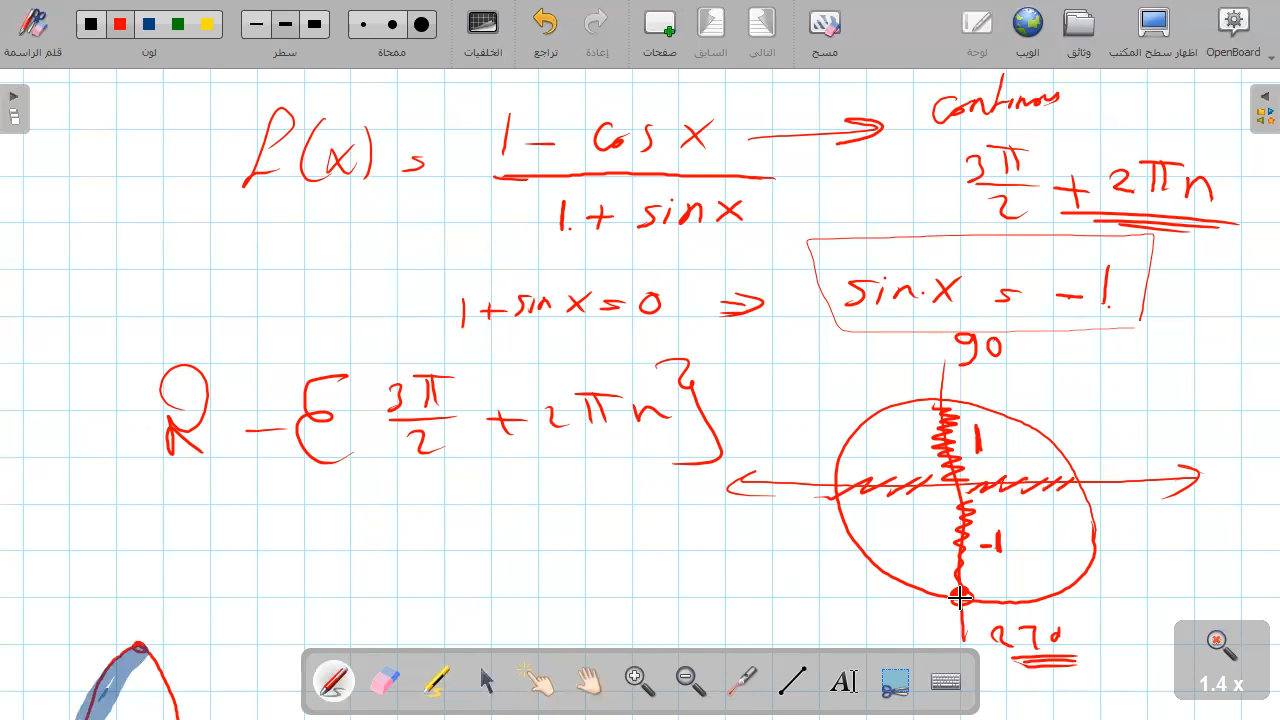 قلم الراسمة
لون
سطر
ممحاة
الخلفيات
تراجع
إعادة
صفحات
السابق
التالي
مسح
لوحة
الويب
وثائق
اظهار سطح المكتب
OpenBoard
f(x) = (1 - cos x) / (1 + sin x)
continous
3π/2 + 2πn
1 + sin x = 0 ⇒ sin x = -1
90
R - { 3π/2 + 2πn }
1
-1
270
1.4 x